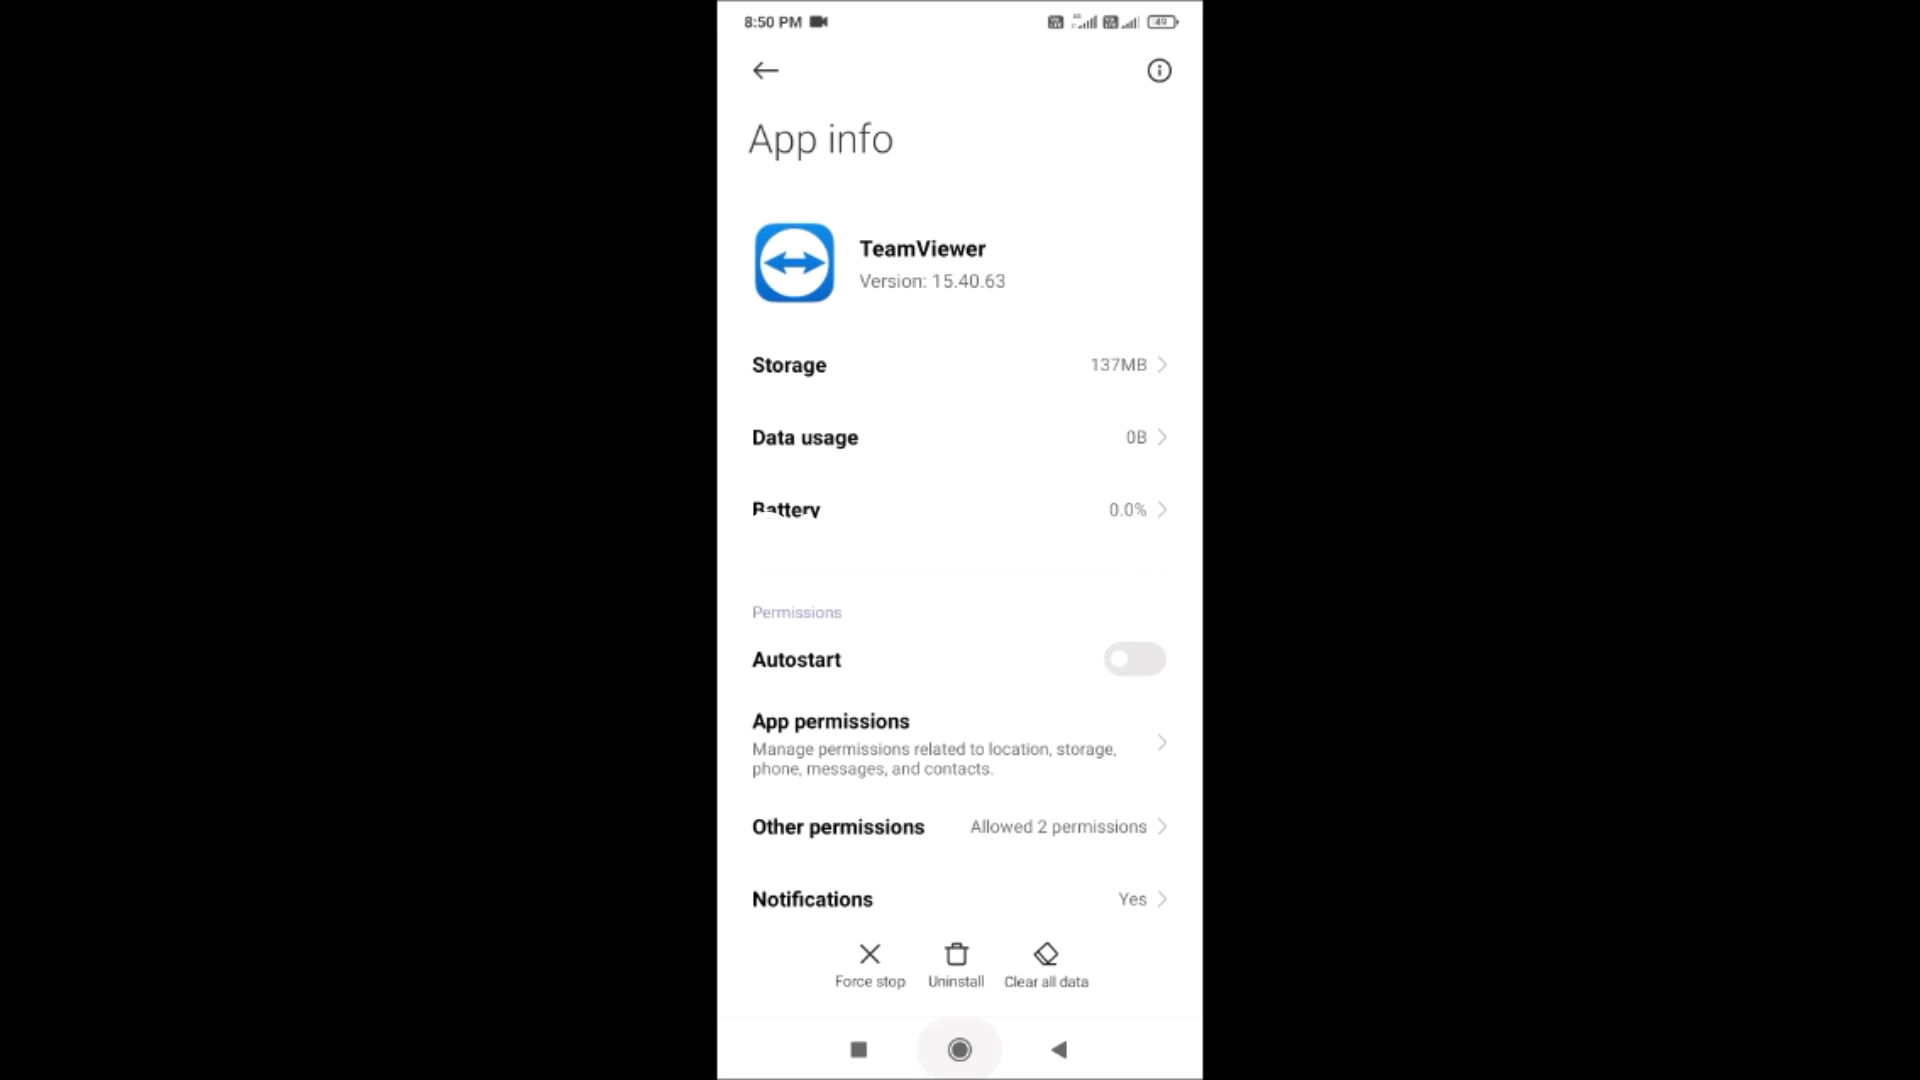 8:50 PM
49
App info
TeamViewer
Version: 15.40.63
Storage 137MB
Data usage 0B
Battery 0.0%
Permissions
Autostart
App permissions
Manage permissions related to location, storage,
phone, messages, and contacts.
Other permissions Allowed 2 permissions
Notifications Yes
Force stop Uninstall Clear all data